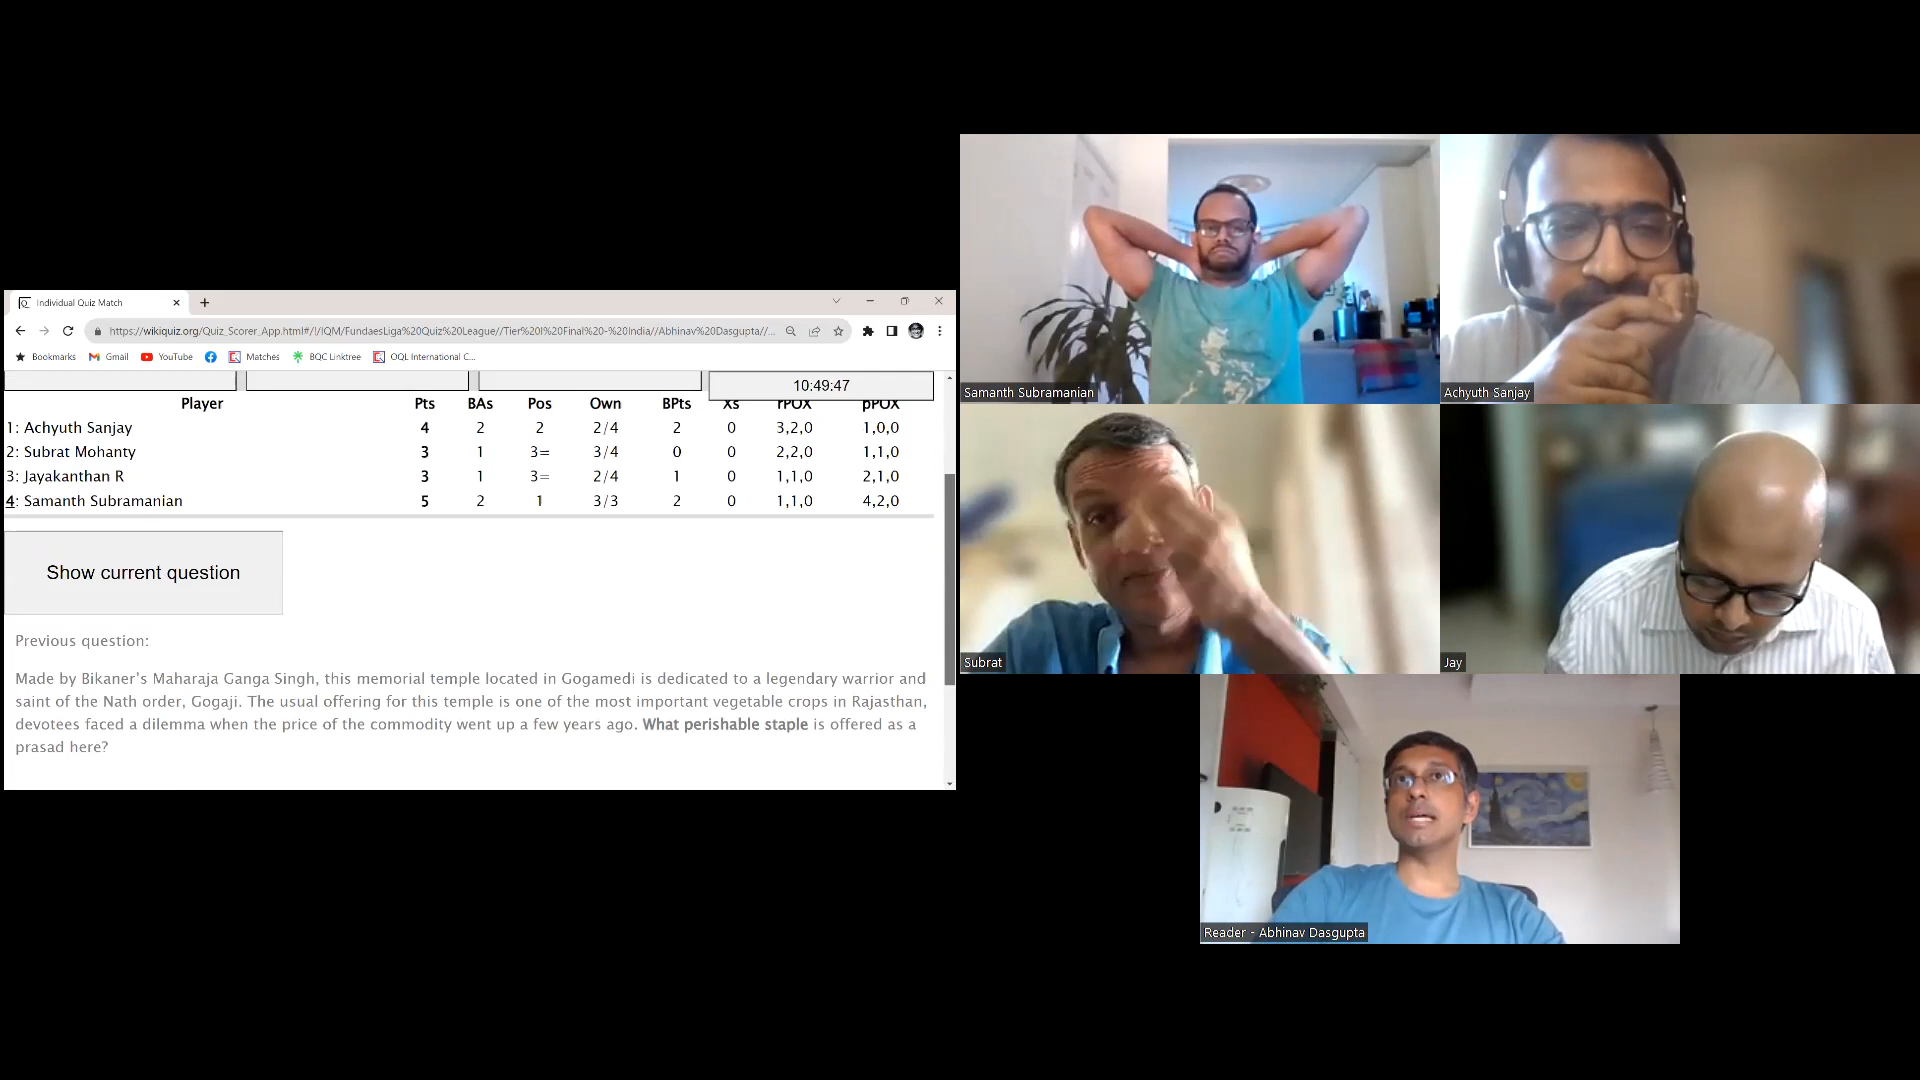 Individual Quiz Match
https://wikiquiz.org/Quiz_Scorer_App.html#/!/IQM/FundaesLiga%20Quiz%20League//Tier%20I%20Final%20-%20India//Abhinav%20Dasgupta//...
Bookmarks Gmail YouTube Matches BQC Linktree OQL International C...
10:49:47
Player Pts BAs Pos Own BPts Xs rPOX pPOX
1: Achyuth Sanjay 4 2 2 2/4 2 0 3,2,0 1,0,0
2: Subrat Mohanty 3 1 3= 3/4 0 0 2,2,0 1,1,0
3: Jayakanthan R 3 1 3= 2/4 1 0 1,1,0 2,1,0
4: Samanth Subramanian 5 2 1 3/3 2 0 1,1,0 4,2,0
Show current question
Previous question:
Made by Bikaner's Maharaja Ganga Singh, this memorial temple located in Gogamedi is dedicated to a legendary warrior and
saint of the Nath order, Gogaji. The usual offering for this temple is one of the most important vegetable crops in Rajasthan,
devotees faced a dilemma when the price of the commodity went up a few years ago. What perishable staple is offered as a
prasad here?
Samanth Subramanian
Achyuth Sanjay
Subrat
Jay
Reader - Abhinav Dasgupta